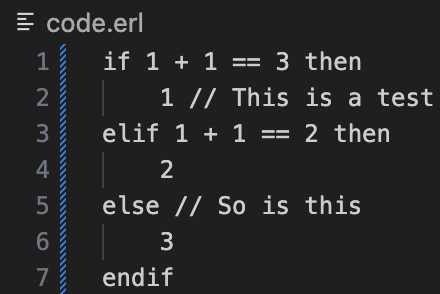 code.erl
1 if 1 + 1 == 3 then
2     1 // This is a test
3 elif 1 + 1 == 2 then
4     2
5 else // So is this
6     3
7 endif